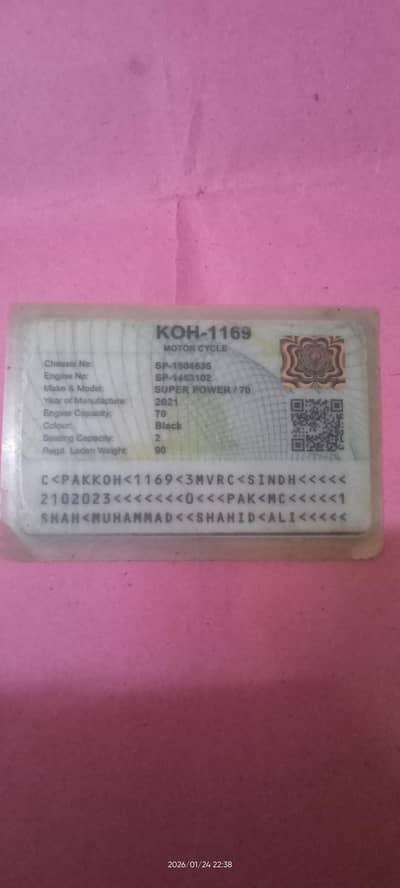 KOH-1169
MOTOR CYCLE
Chassis No:
Engine No:
Make & Model: SUPER POWER / 70
Year of Manufacture: 2021
Engine Capacity: 70
Colour: Black
Seating Capacity: 2
Regd. Laden Weight: 90
C<PAKKOH<1169<3MVRC<SINDH<<<<<
2102023<<<<<<<0<<<PAK<MC<<<<<1
SHAH<MUHAMMAD<<SHAHID<ALI<<<<<
2026/01/24 22:38